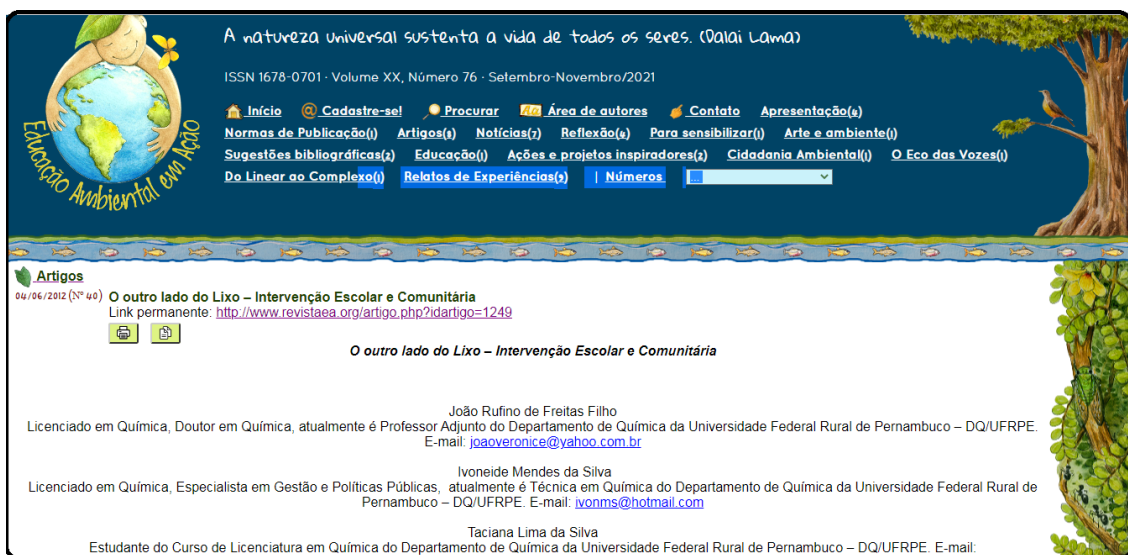 A natureza universal sustenta a vida de todos os seres. (Dalai Lama)
ISSN 1678-0701 · Volume XX, Número 76 · Setembro-Novembro/2021
Início @ Cadastre-se! Procurar Área de autores Contato Apresentação(4)
Normas de Publicação(1) Artigos(8) Notícias(7) Reflexão(4) Para sensibilizar(1) Arte e ambiente(1)
Sugestões bibliográficas(2) Educação(1) Ações e projetos inspiradores(2) Cidadania Ambiental(1) O Eco das Vozes(1)
Do Linear ao Complexo(1) Relatos de Experiências(9) | Números ...
Educação Ambiental em Ação
Artigos
04/06/2012 (Nº 40) O outro lado do Lixo – Intervenção Escolar e Comunitária
Link permanente: http://www.revistaea.org/artigo.php?idartigo=1249
O outro lado do Lixo – Intervenção Escolar e Comunitária
João Rufino de Freitas Filho
Licenciado em Química, Doutor em Química, atualmente é Professor Adjunto do Departamento de Química da Universidade Federal Rural de Pernambuco – DQ/UFRPE.
E-mail: joaoveronice@yahoo.com.br
Ivoneide Mendes da Silva
Licenciado em Química, Especialista em Gestão e Políticas Públicas, atualmente é Técnica em Química do Departamento de Química da Universidade Federal Rural de
Pernambuco – DQ/UFRPE. E-mail: ivonms@hotmail.com
Taciana Lima da Silva
Estudante do Curso de Licenciatura em Química do Departamento de Química da Universidade Federal Rural de Pernambuco – DQ/UFRPE. E-mail: